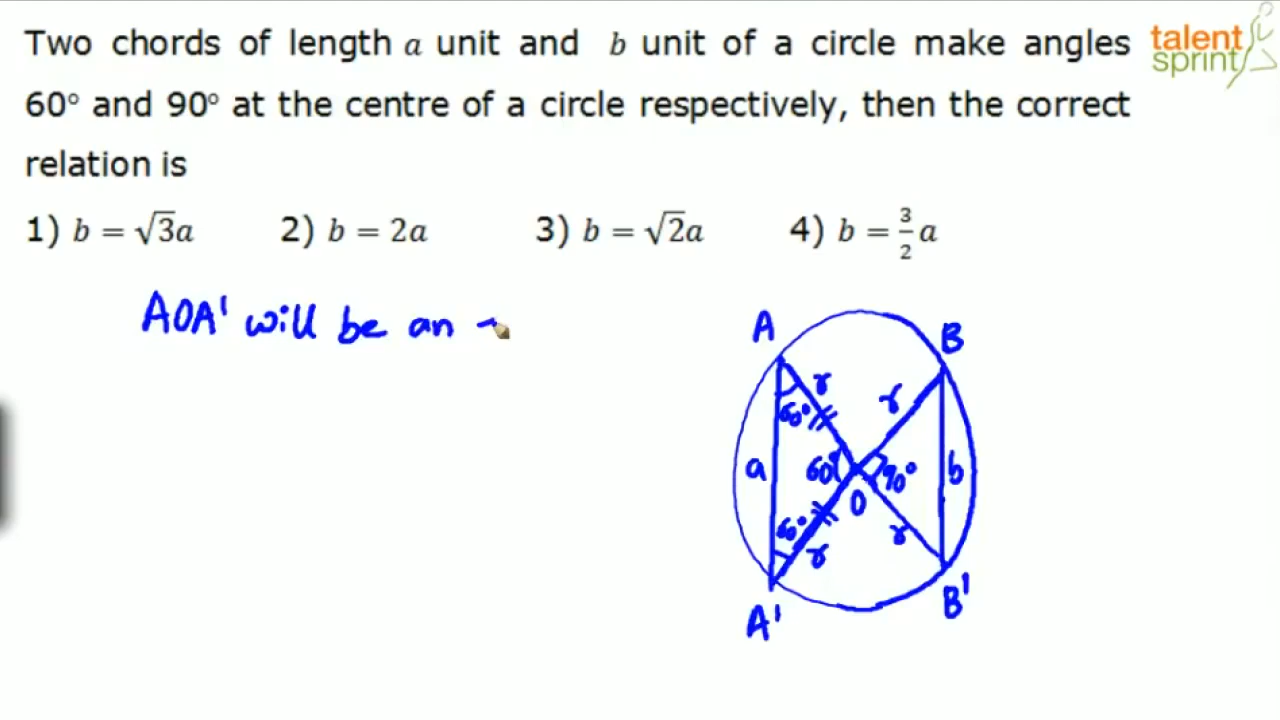 Two chords of length a unit and b unit of a circle make angles
talent
sprint
60° and 90° at the centre of a circle respectively, then the correct
relation is
1) b = √3a 2) b = 2a 3) b = √2a 4) b = 3/2 a
AOA' will be an
A B
r r
60°
a 60° 90° b
O
60° r r
A' B'